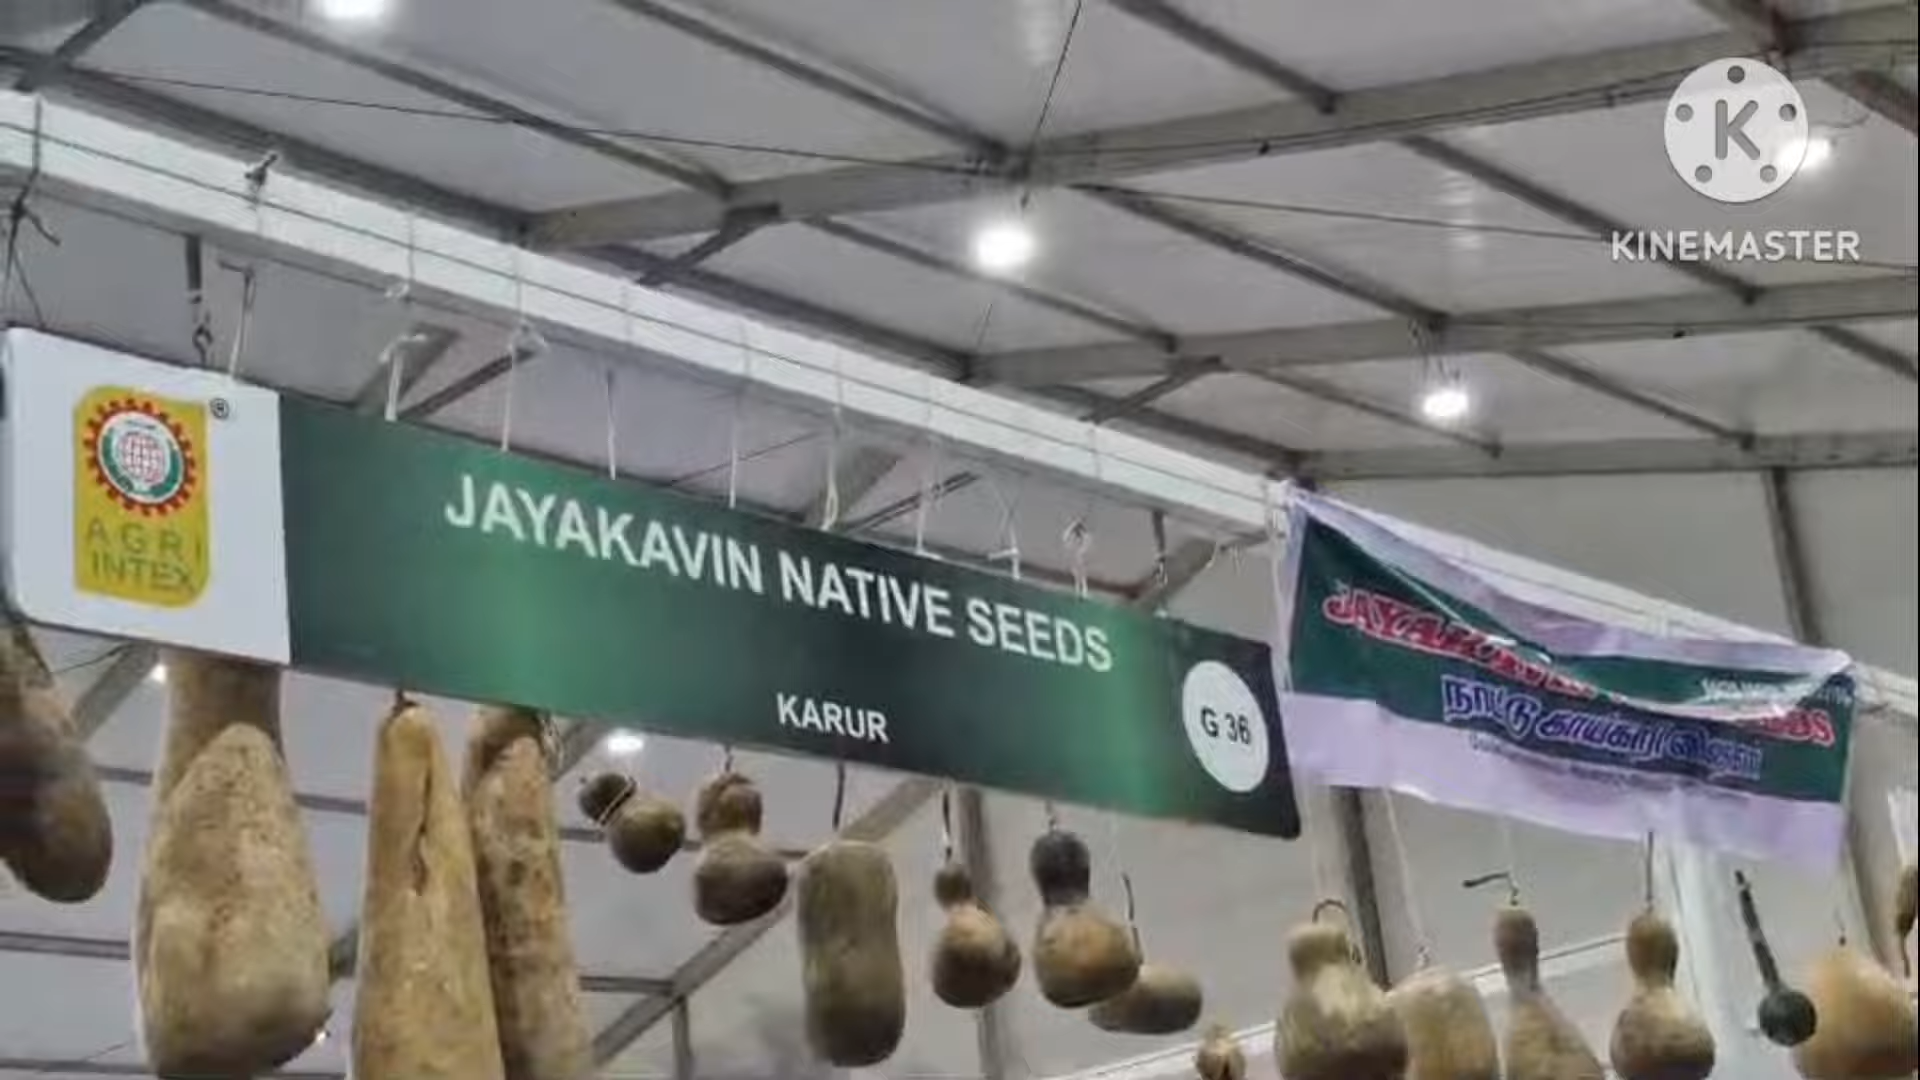 KINEMASTER
AGRI
INTEX
JAYAKAVIN NATIVE SEEDS
KARUR
G 36
நாட்டு காய்கறி விதை